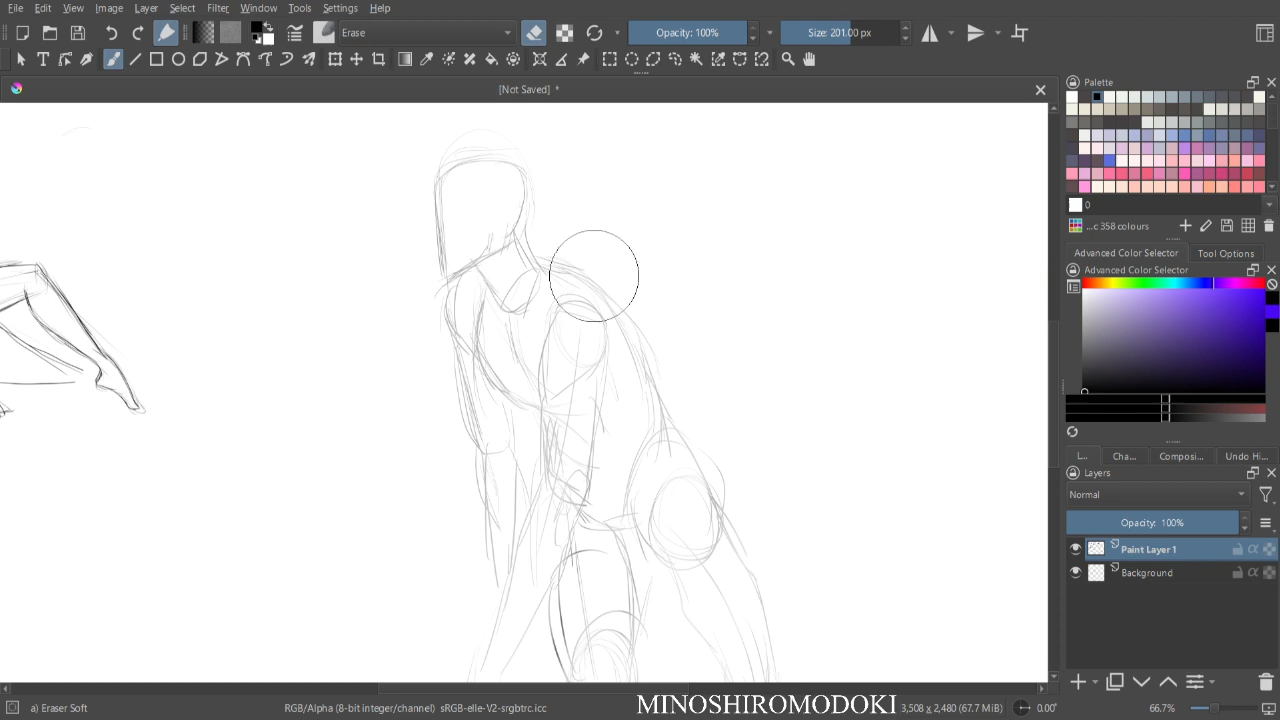 File Edit View Image Layer Select Filter Window Tools Settings Help
Erase Opacity: 100% Size: 201.00 px
[Not Saved] *
Palette
0
...c 358 colours
Advanced Color Selector Tool Options
Advanced Color Selector
L... Cha... Composi... Undo Hi...
Layers
Normal
Opacity: 100%
Paint Layer 1
Background
a) Eraser Soft RGB/Alpha (8-bit integer/channel) sRGB-elle-V2-srgbtrc.icc MINOSHIROMODOKI 3,508 x 2,480 (67.7 MiB) 0.00° 66.7%